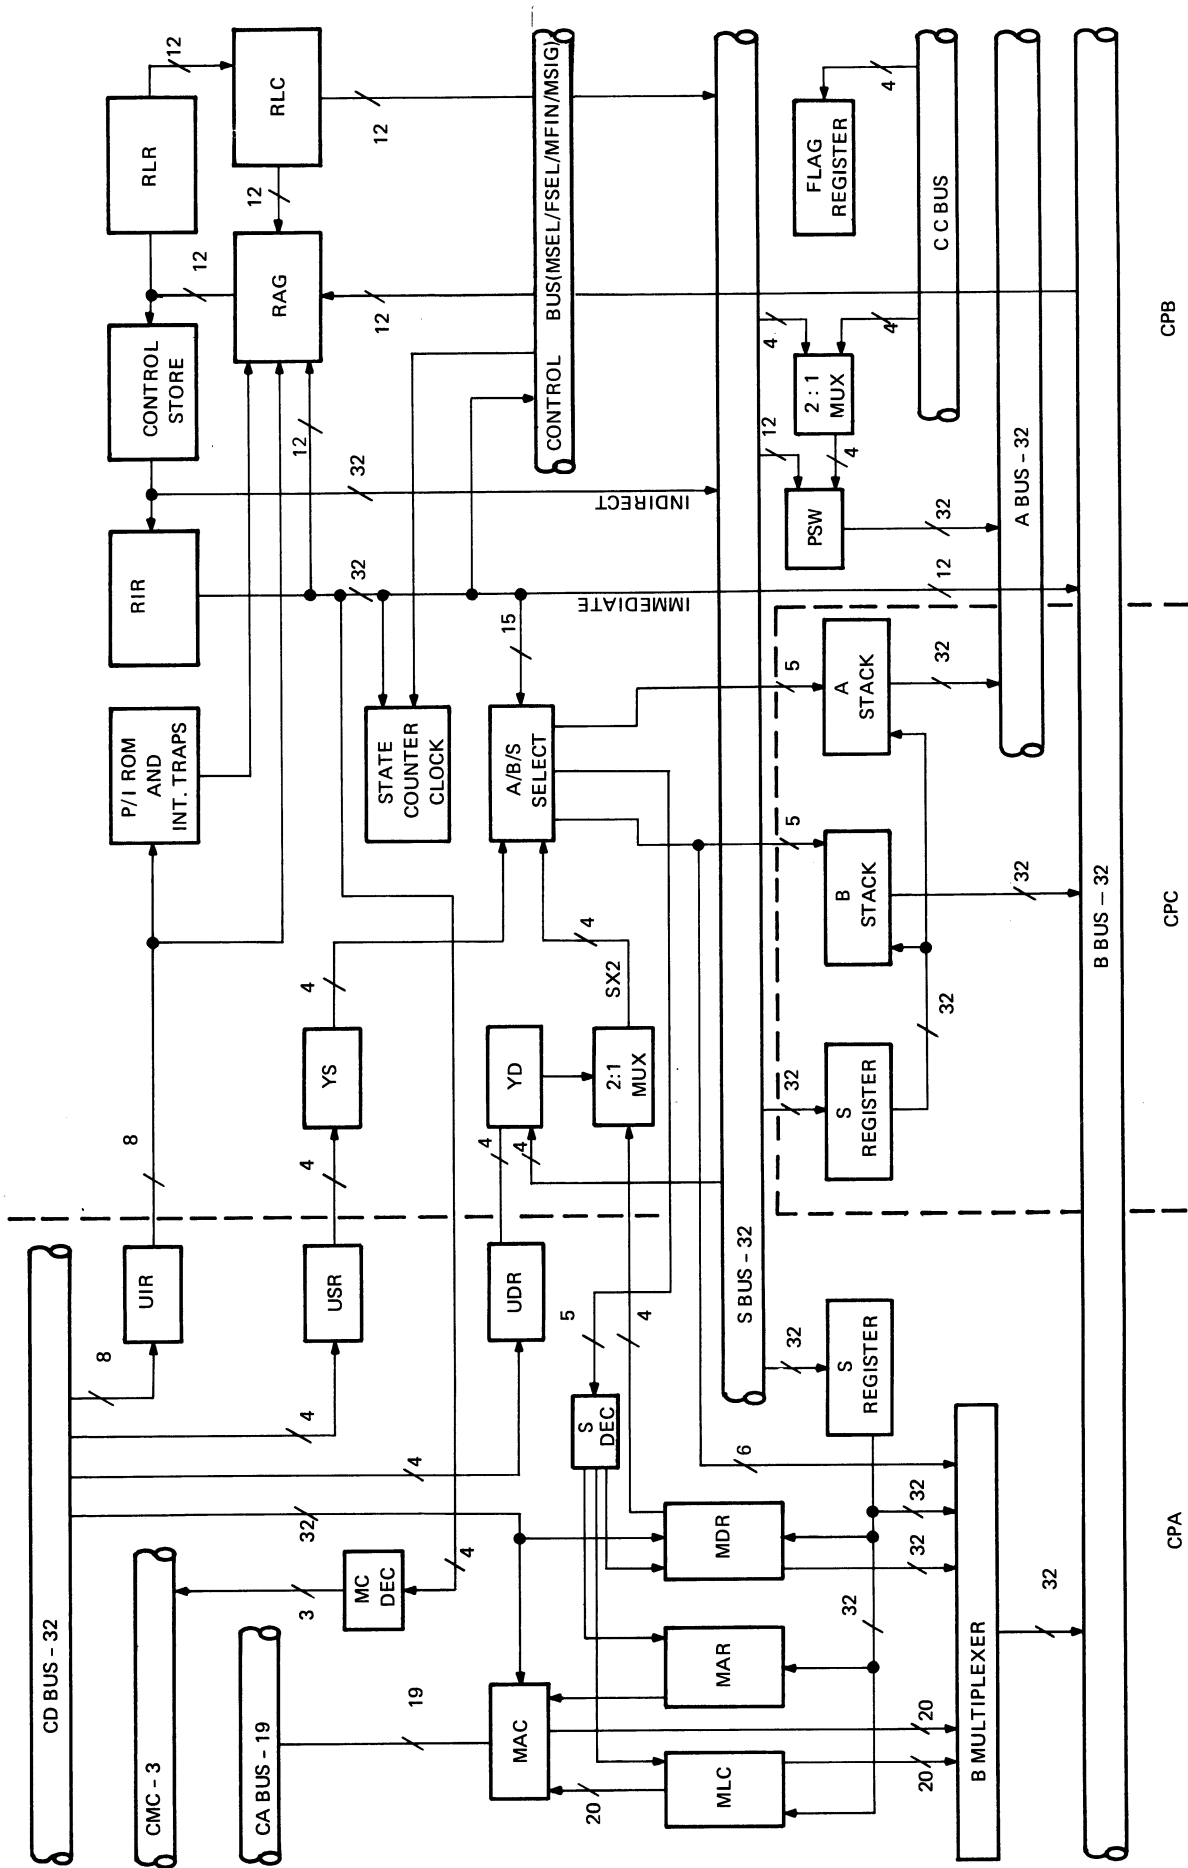 CD BUS - 32
CMC - 3
CA BUS - 19
8
4
4
32
3
MC
DEC
4
19
UIR
USR
UDR
8
4
4
4
YS
4
YD
2:1
MUX
SX2
4
P/I ROM
AND
INT. TRAPS
RIR
CONTROL
STORE
RLR
12
12
RLC
12
RAG
12
12
12
32
32
STATE
COUNTER
CLOCK
A/B/S
SELECT
15
IMMEDIATE
INDIRECT
CONTROL BUS(MSEL/FSEL/MFIN/MSIG)
MAC
20
MLC
MAR
MDR
S
DEC
5
4
S BUS - 32
32
S
REGISTER
32
6
32
32
20
20
B MULTIPLEXER
32
32
S
REGISTER
32
B
STACK
5
32
A
STACK
5
32
PSW
12
4
2 : 1
MUX
4
4
32
12
FLAG
REGISTER
4
C C BUS
A BUS - 32
B BUS - 32
CPA
CPC
CPB